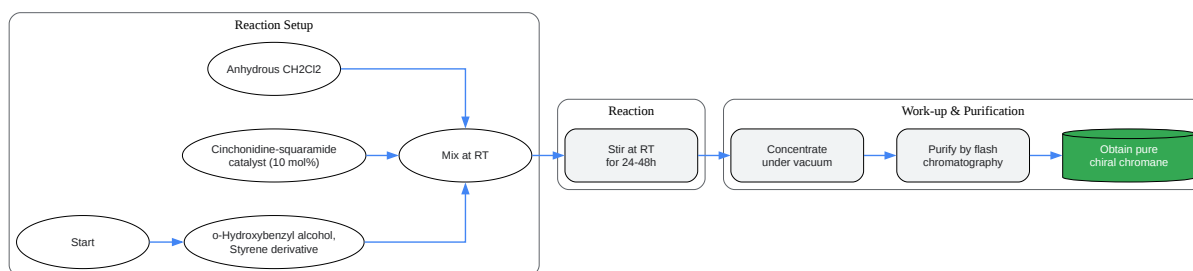 Reaction Setup
Anhydrous CH2Cl2
Cinchonidine-squaramide
catalyst (10 mol%)
Mix at RT
Start
o-Hydroxybenzyl alcohol,
Styrene derivative
Reaction
Stir at RT
for 24-48h
Work-up & Purification
Concentrate
under vacuum
Purify by flash
chromatography
Obtain pure
chiral chromane